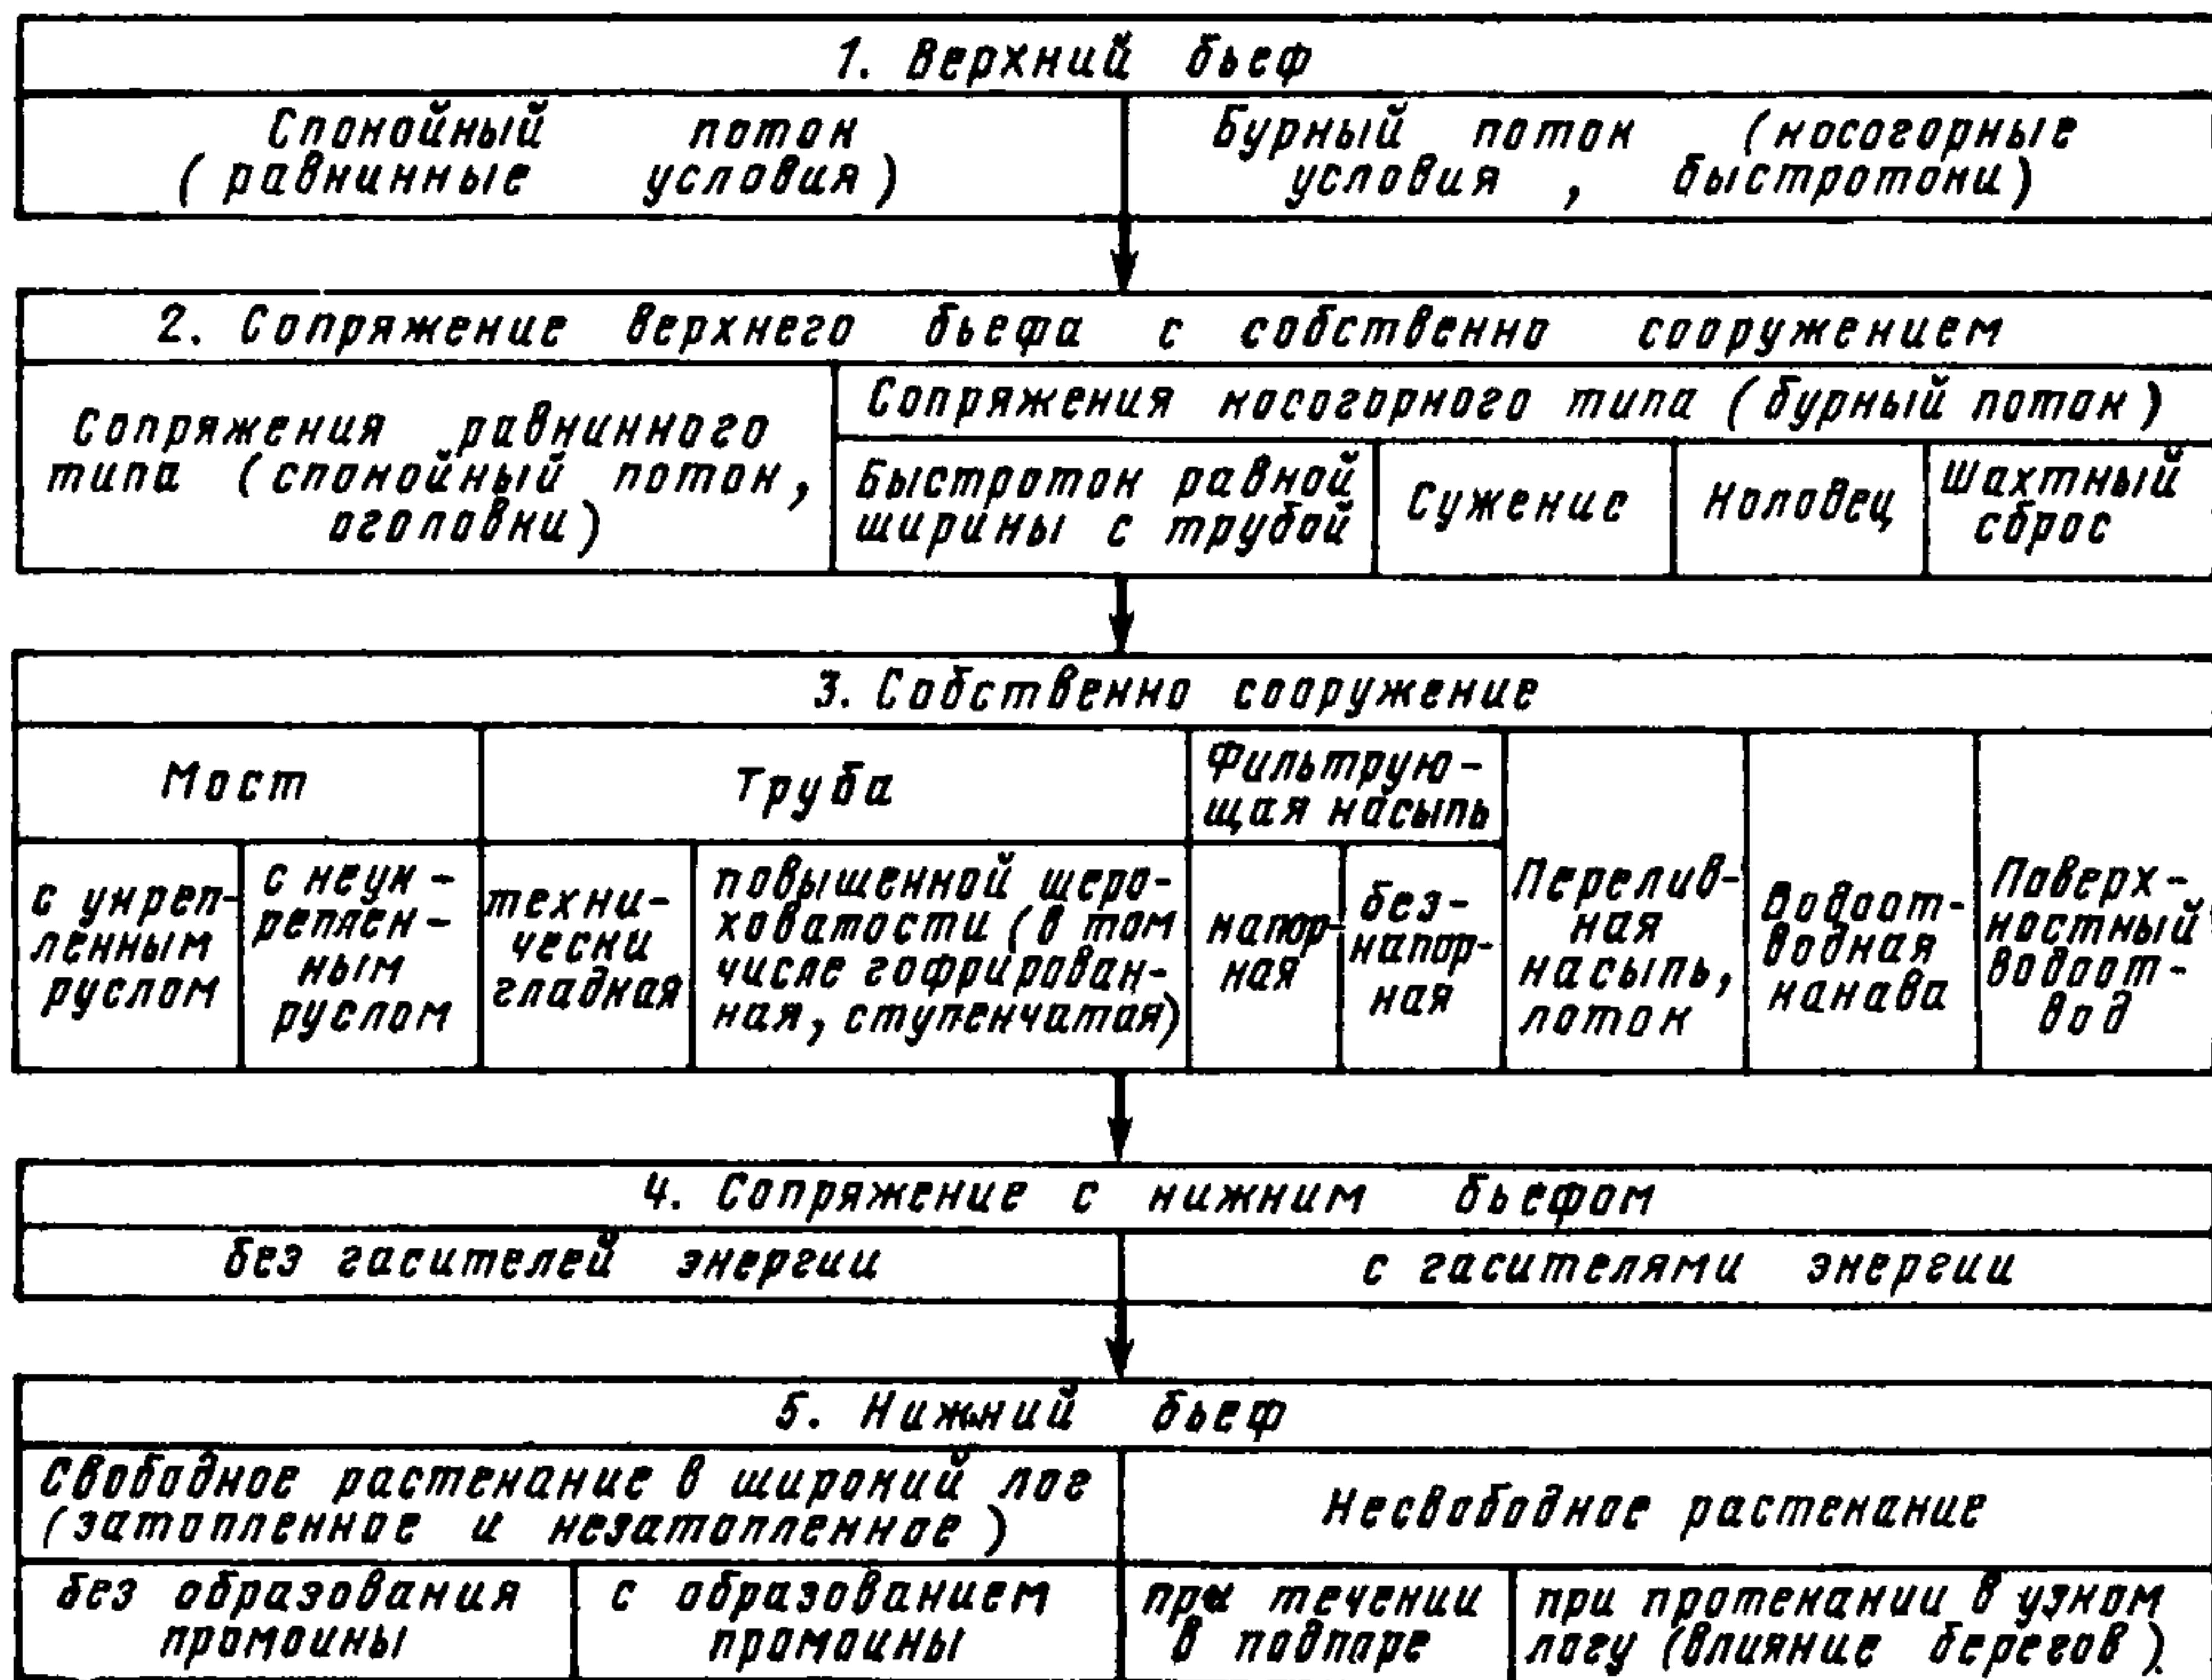 1. Верхний бьеф
Спокойный поток
(равнинные условия)
Бурный поток (косогорные
условия, быстротоки)
2. Сопряжение верхнего бьефа с собственно сооружением
Сопряжения равнинного
типа (спокойный поток,
оголовки)
Сопряжения косогорного типа (бурный поток)
Быстроток равной
ширины с трубой
Сужение
Колодец
Шахтный
сброс
3. Собственно сооружение
Мост
Труба
Фильтрую-
щая насыпь
с укреп-
ленным
руслом
с неук-
реплен-
ным
руслом
техни-
чески
гладкая
повышенной шеро-
ховатости (в том
числе гофрирован-
ная, ступенчатая)
напор-
ная
без-
напор-
ная
Перелив-
ная
насыпь,
лоток
Водоот-
водная
канава
Поверх-
ностный
водоот-
вод
4. Сопряжение с нижним бьефом
без гасителей энергии
с гасителями энергии
5. Нижний бьеф
Свободное растекание в широкий лог
(затопленное и незатопленное)
Несвободное растекание
без образования
промоины
с образованием
промоины
при течении
в подпоре
при протекании в узком
логу (влияние берегов)